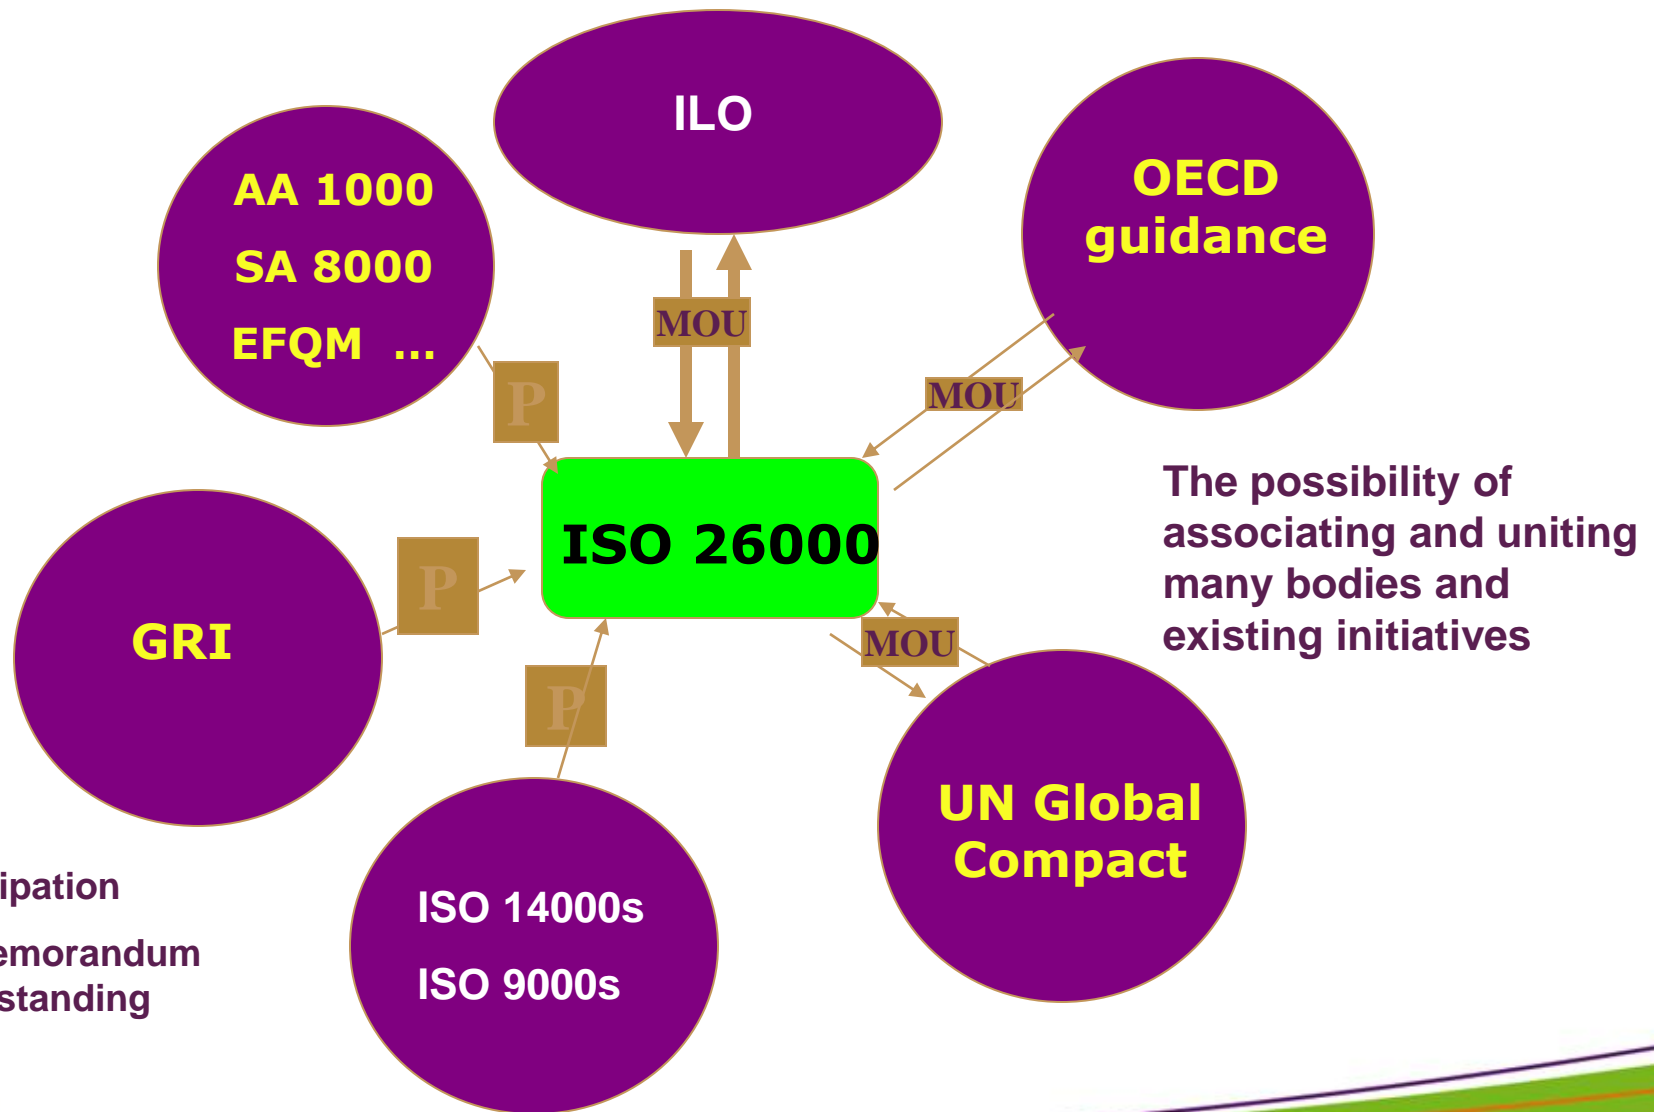 ILO
AA 1000
SA 8000
EFQM ...
OECD
guidance
MOU
P
MOU
ISO 26000
The possibility of
associating and uniting
many bodies and
existing initiatives
P
GRI
MOU
P
UN Global
Compact
ipation
emorandum
standing
ISO 14000s
ISO 9000s